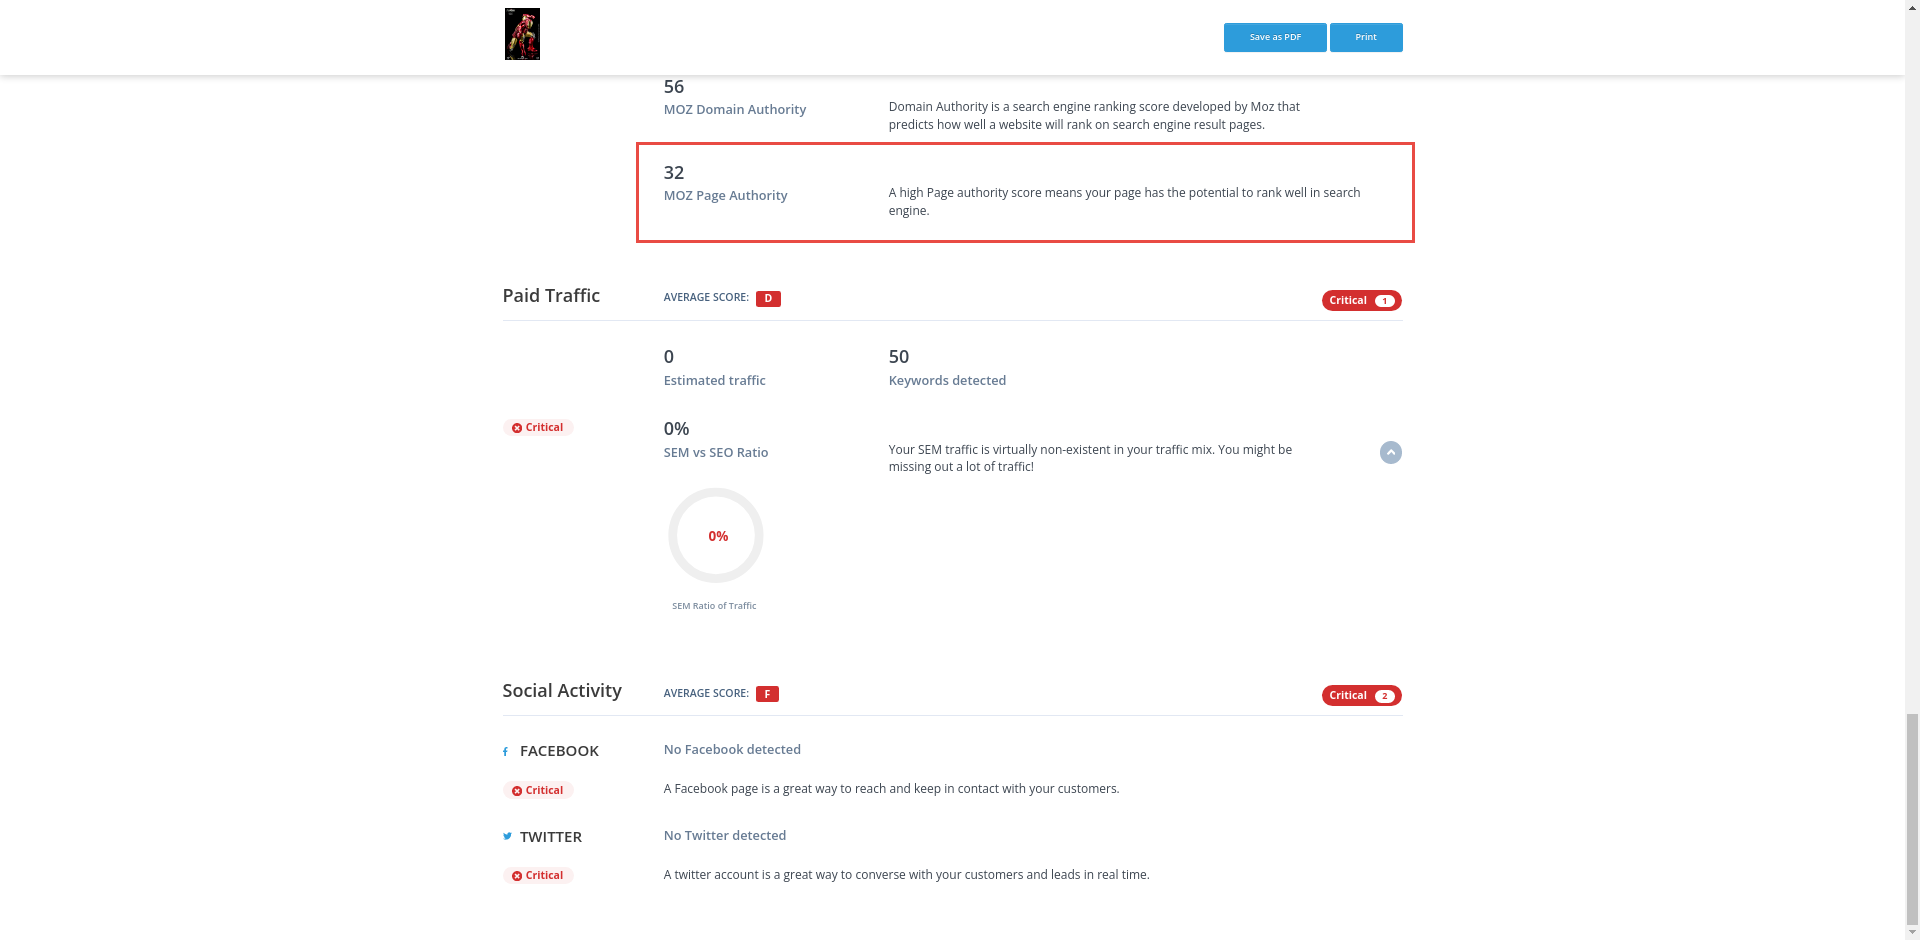 Save as PDF
Print
56
MOZ Domain Authority
Domain Authority is a search engine ranking score developed by Moz that
predicts how well a website will rank on search engine result pages.
32
MOZ Page Authority
A high Page authority score means your page has the potential to rank well in search
engine.
Paid Traffic
AVERAGE SCORE: D
Critical 1
0
Estimated traffic
50
Keywords detected
Critical
0%
SEM vs SEO Ratio
Your SEM traffic is virtually non-existent in your traffic mix. You might be
missing out a lot of traffic!
0%
SEM Ratio of Traffic
Social Activity
AVERAGE SCORE: F
Critical 2
FACEBOOK
No Facebook detected
Critical
A Facebook page is a great way to reach and keep in contact with your customers.
TWITTER
No Twitter detected
Critical
A twitter account is a great way to converse with your customers and leads in real time.